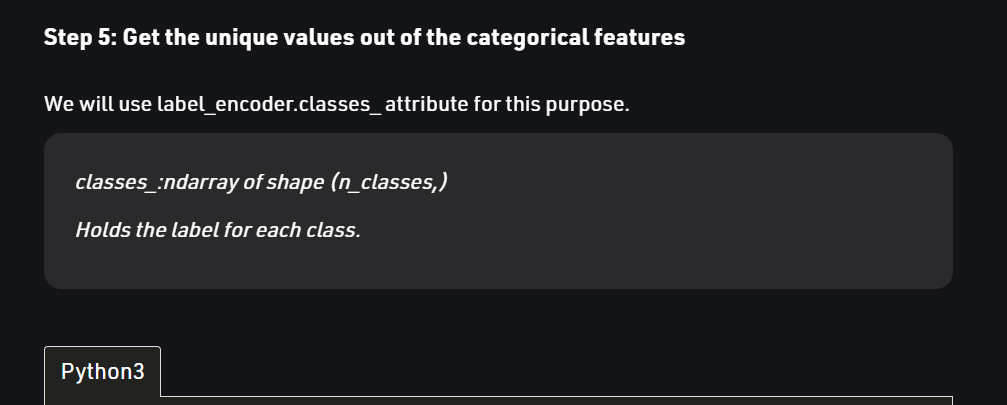 Step 5: Get the unique values out of the categorical features
We will use label_encoder.classes_ attribute for this purpose.
classes_:ndarray of shape (n_classes,)
Holds the label for each class.
Python3